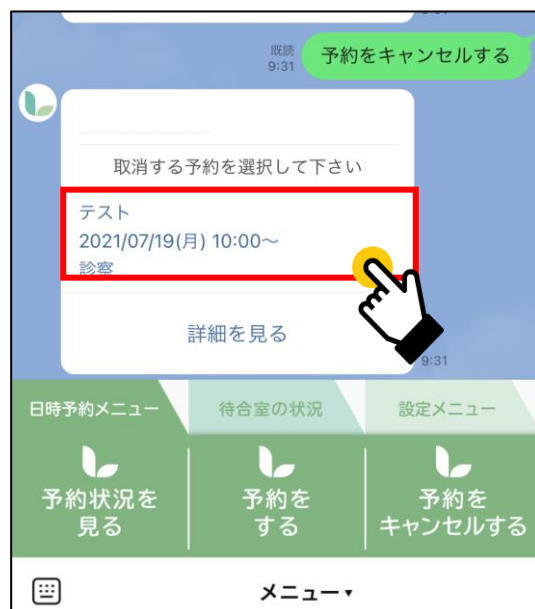 既読
9:31
予約をキャンセルする
取消する予約を選択して下さい
テスト
2021/07/19(月) 10:00～
診察
詳細を見る
9:31
日時予約メニュー
待合室の状況
設定メニュー
予約状況を
見る
予約を
する
予約を
キャンセルする
メニュー▼